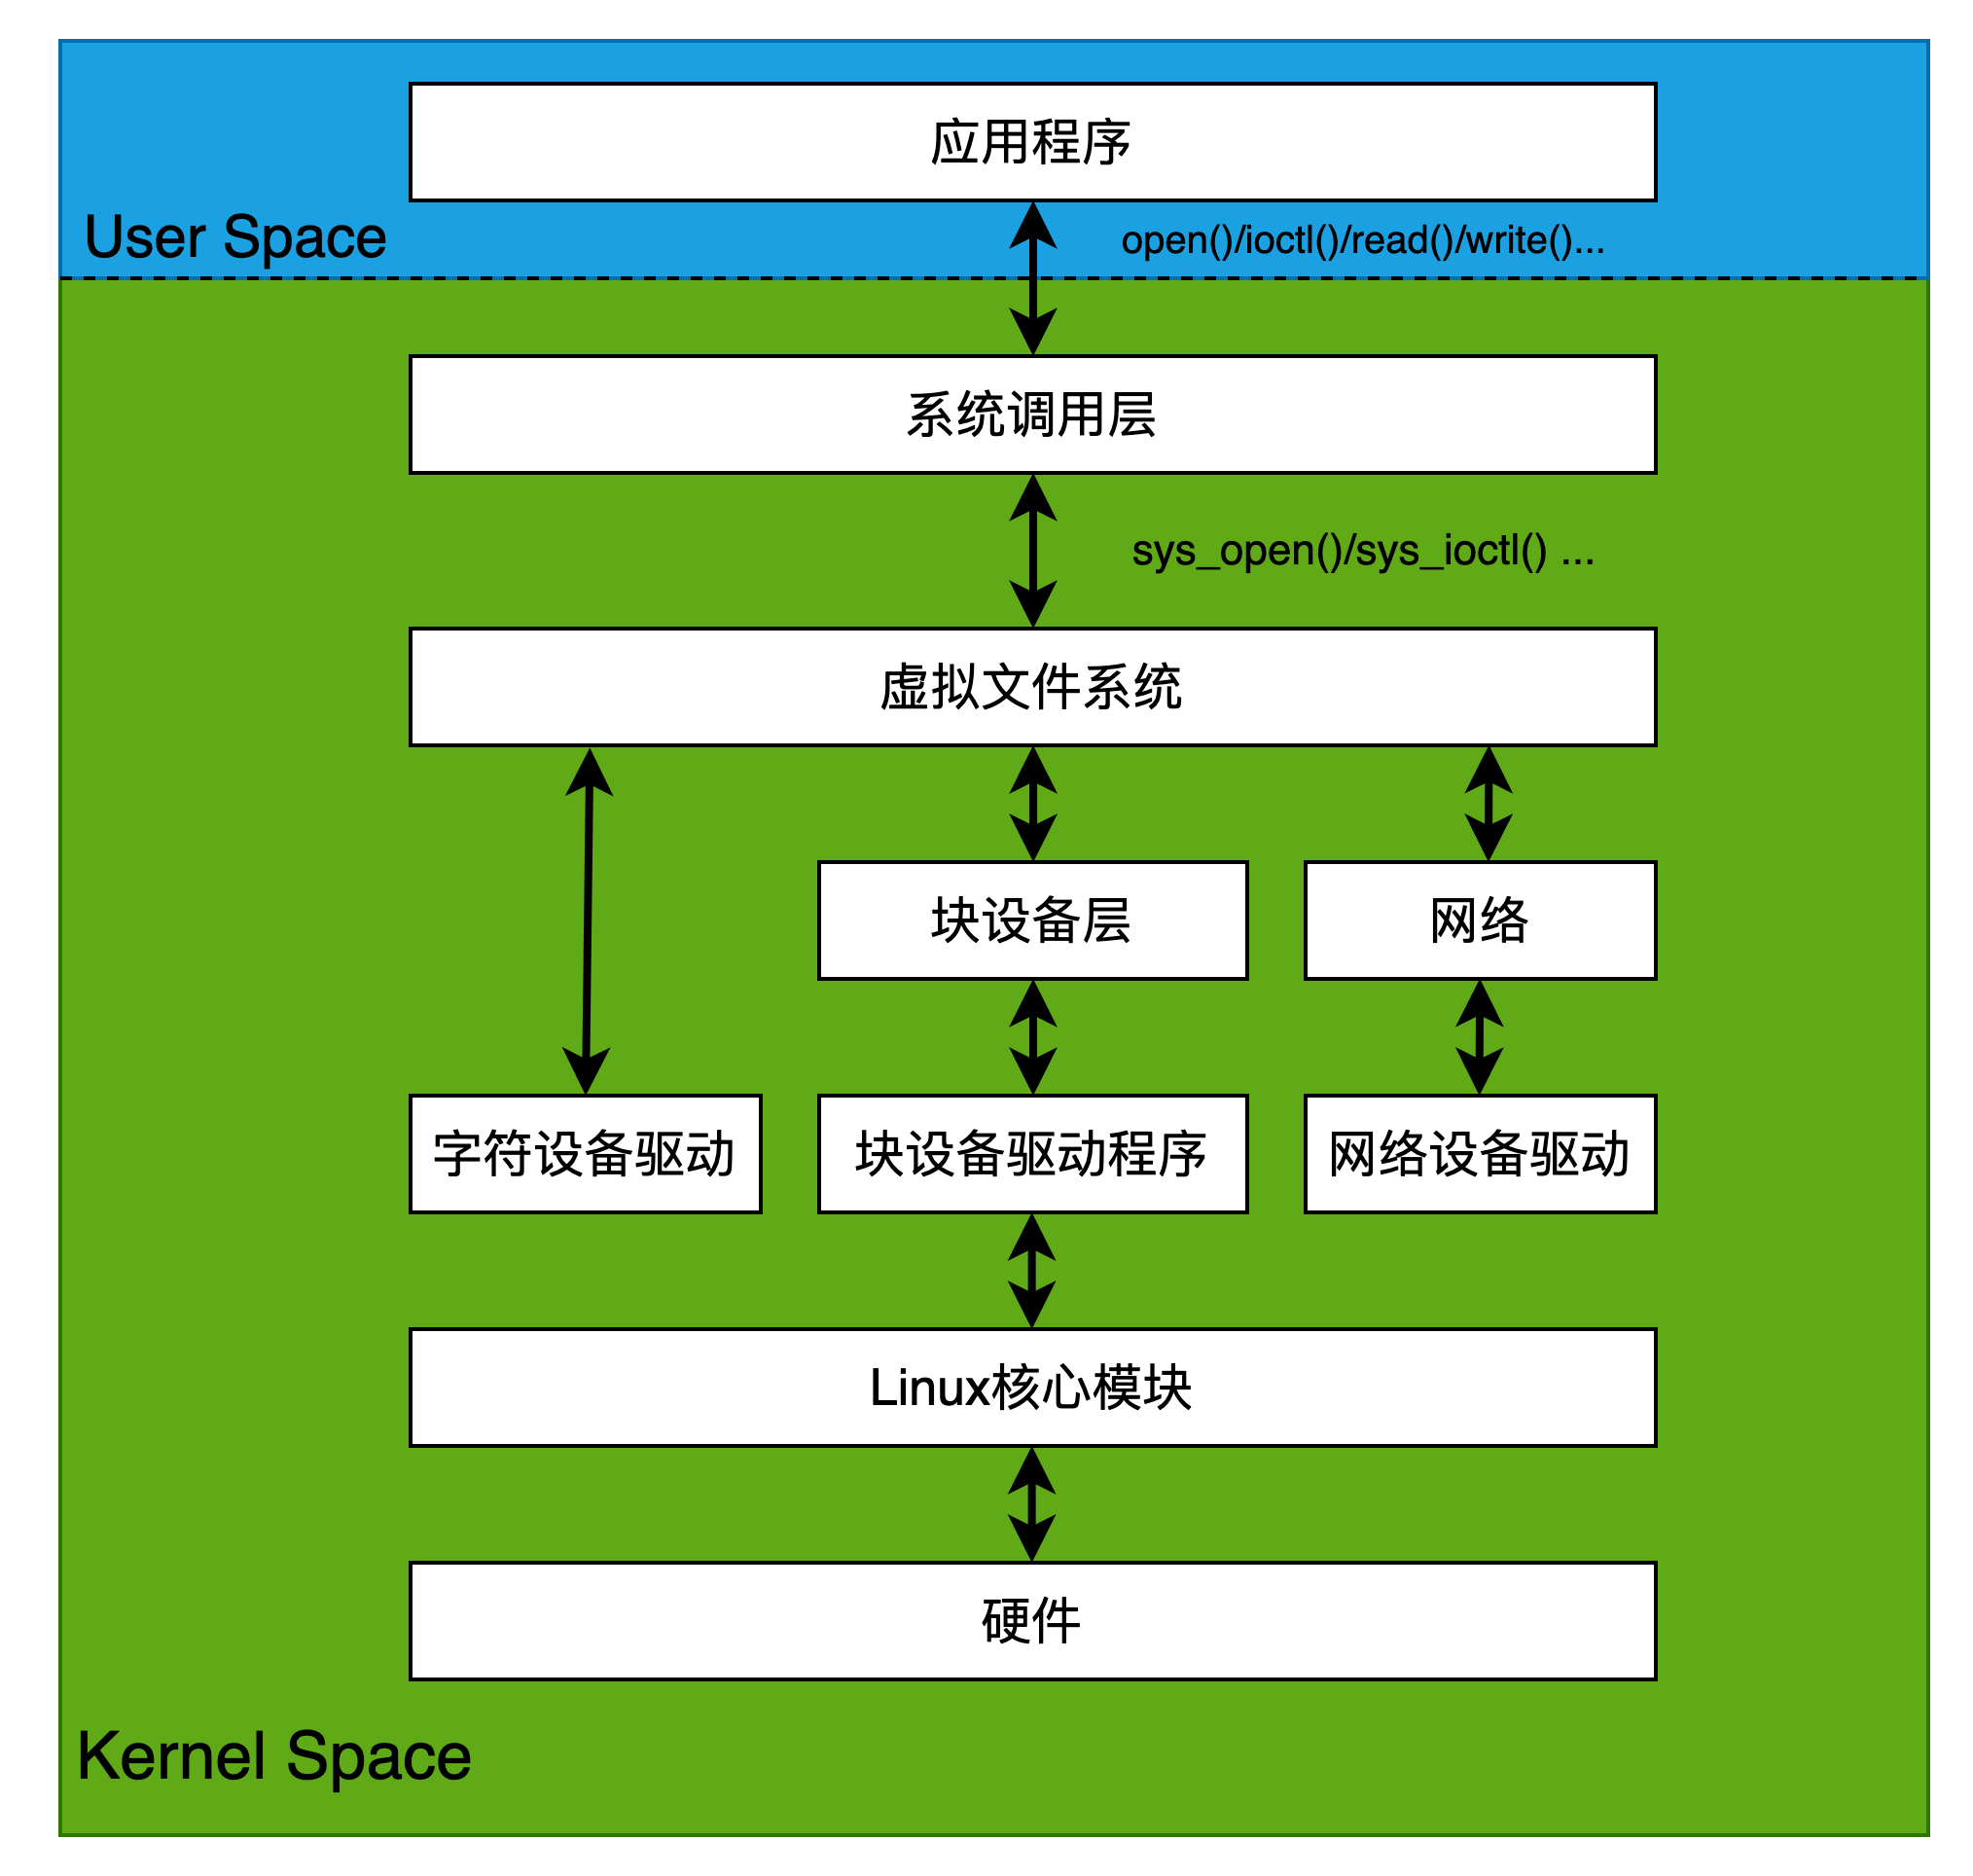 应用程序
User Space
open()/ioctl()/read()/write()...
系统调用层
sys_open()/sys_ioctl() ...
虚拟文件系统
块设备层
网络
字符设备驱动
块设备驱动程序
网络设备驱动
Linux核心模块
硬件
Kernel Space